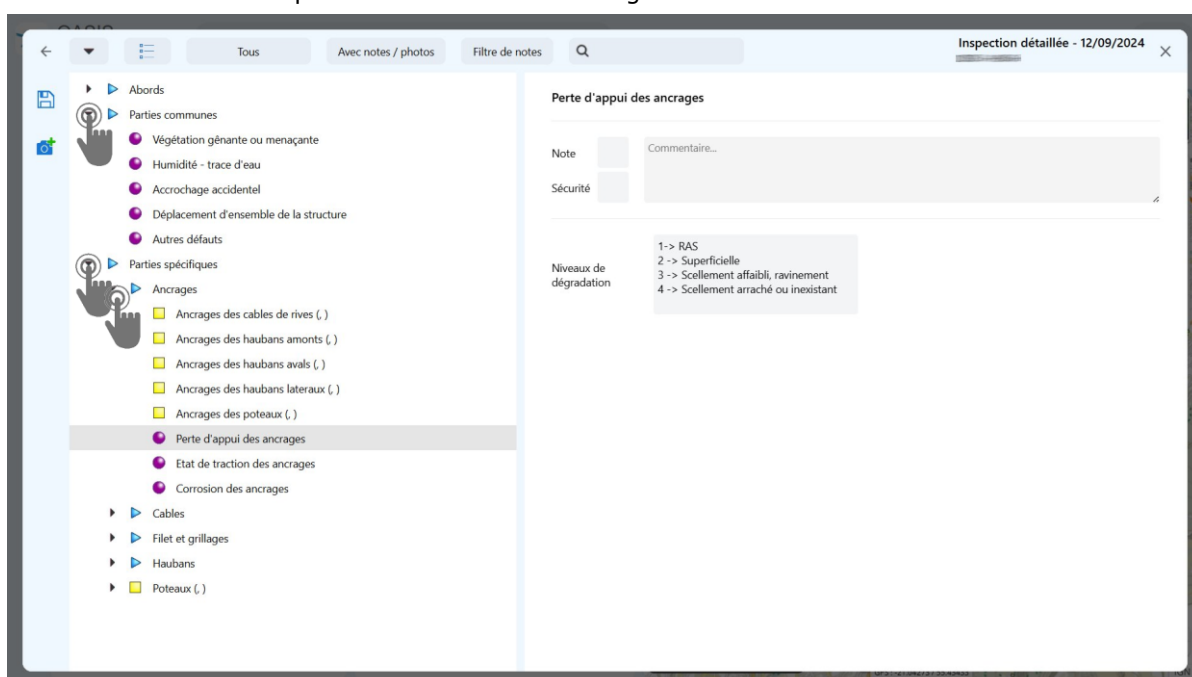 Tous
Avec notes / photos
Filtre de notes
Inspection détaillée - 12/09/2024
Abords
Parties communes
Végétation gênante ou menaçante
Humidité - trace d'eau
Accrochage accidentel
Déplacement d'ensemble de la structure
Autres défauts
Parties spécifiques
Ancrages
Ancrages des cables de rives (, )
Ancrages des haubans amonts (, )
Ancrages des haubans avals (, )
Ancrages des haubans lateraux (, )
Ancrages des poteaux (, )
Perte d'appui des ancrages
Etat de traction des ancrages
Corrosion des ancrages
Cables
Filet et grillages
Haubans
Poteaux (, )
Perte d'appui des ancrages
Note
Commentaire...
Sécurité
Niveaux de
dégradation
1-> RAS
2 -> Superficielle
3 -> Scellement affaibli, ravinement
4 -> Scellement arraché ou inexistant